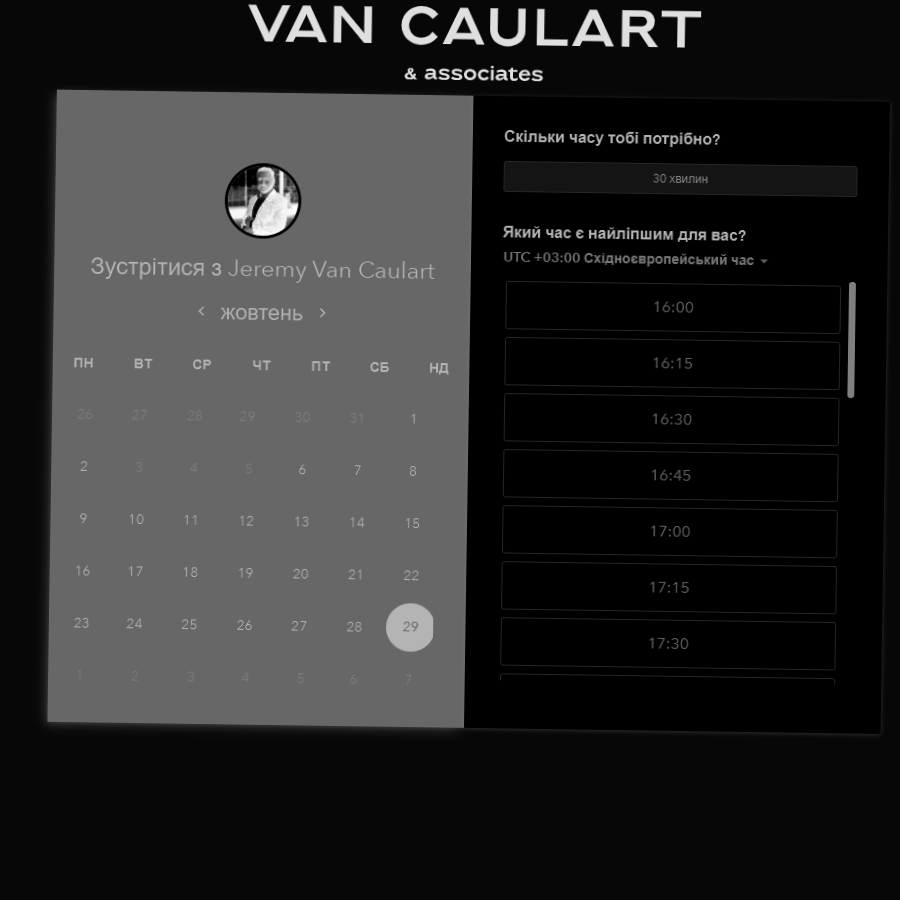 VAN CAULART
& associates
Зустрітися з Jeremy Van Caulart
жовтень
ПН ВТ СР ЧТ ПТ СБ НД
26 27 28 29 30 31 1
2 3 4 5 6 7 8
9 10 11 12 13 14 15
16 17 18 19 20 21 22
23 24 25 26 27 28 29
1 2 3 4 5 6 7
Скільки часу тобі потрібно?
30 хвилин
Який час є найліпшим для вас?
UTC +03:00 Східноєвропейський час
16:00
16:15
16:30
16:45
17:00
17:15
17:30